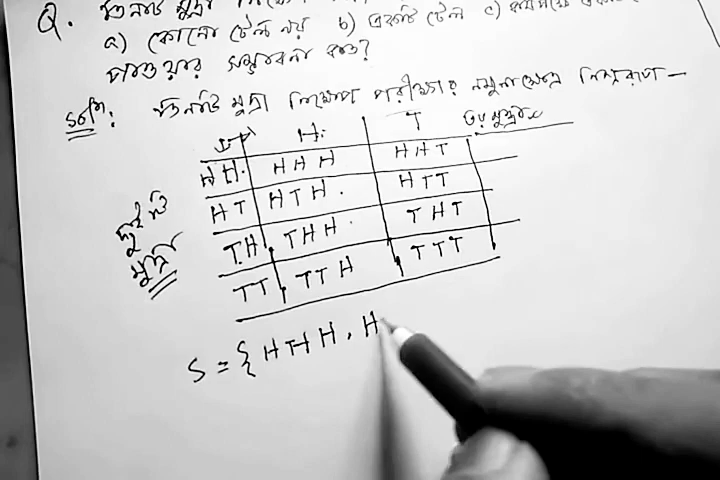 Q. তিনটি মুদ্রা
a) কোনো টেল নয় b) একটি টেল c)
পাওয়ার সম্ভাবনা কত?
সমা: তিনটি মুদ্রা নিক্ষেপ পরীক্ষার নমুনাক্ষেত্র নিম্নরূপ—
H T
HH HHH HHT
HT HTH HTT
TH THH THT
TT TTH TTT
দুইটি
মুদ্রা
S = { HTH, H